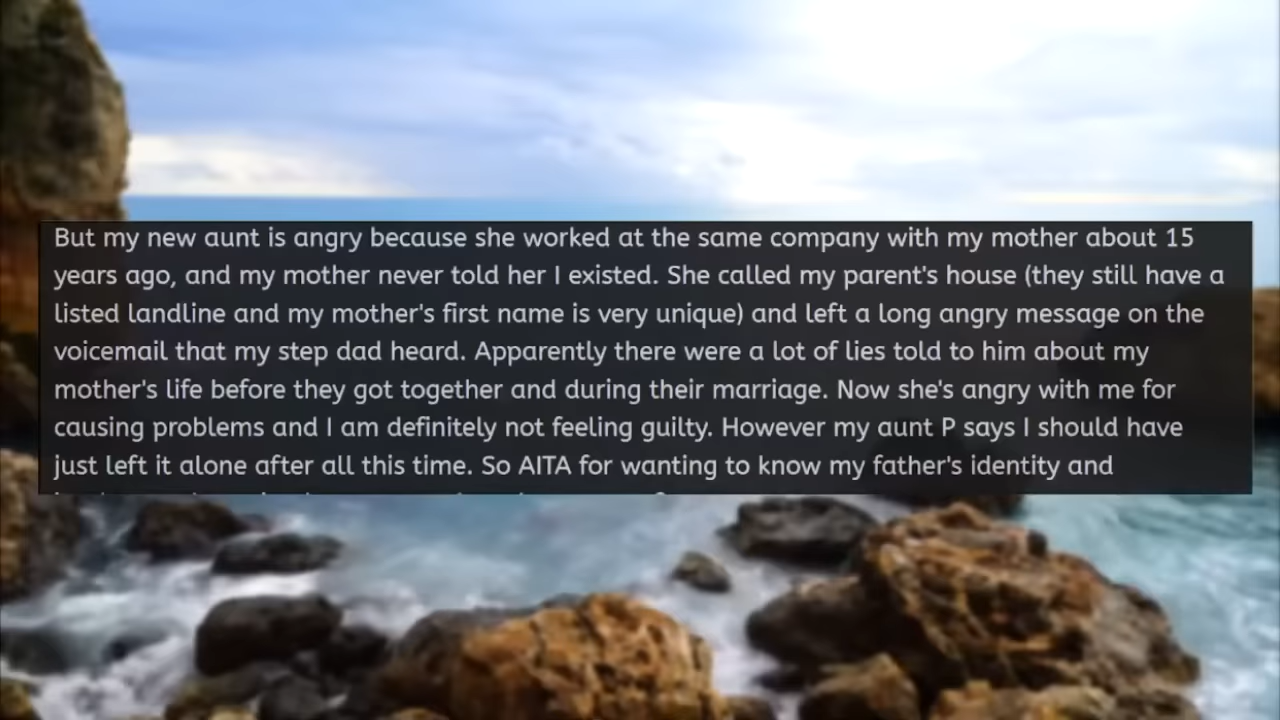 But my new aunt is angry because she worked at the same company with my mother about 15
years ago, and my mother never told her I existed. She called my parent's house (they still have a
listed landline and my mother's first name is very unique) and left a long angry message on the
voicemail that my step dad heard. Apparently there were a lot of lies told to him about my
mother's life before they got together and during their marriage. Now she's angry with me for
causing problems and I am definitely not feeling guilty. However my aunt P says I should have
just left it alone after all this time. So AITA for wanting to know my father's identity and